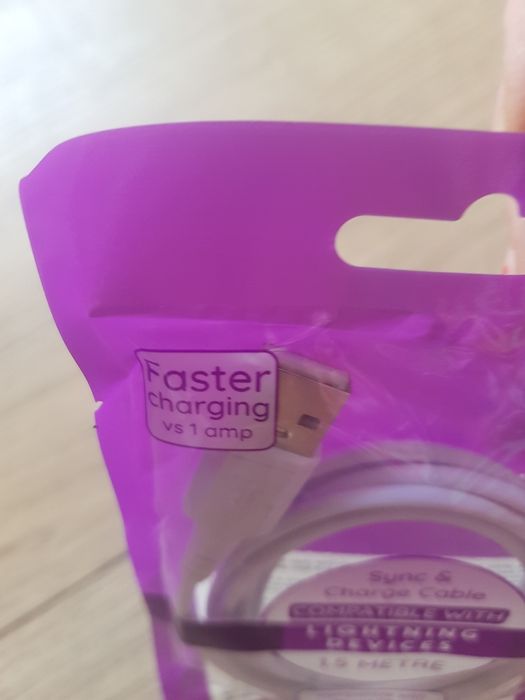 Faster
charging
vs 1 amp
Sync &
Charge Cable
COMPATIBLE WITH
LIGHTNING
DEVICES
1.5 METRE